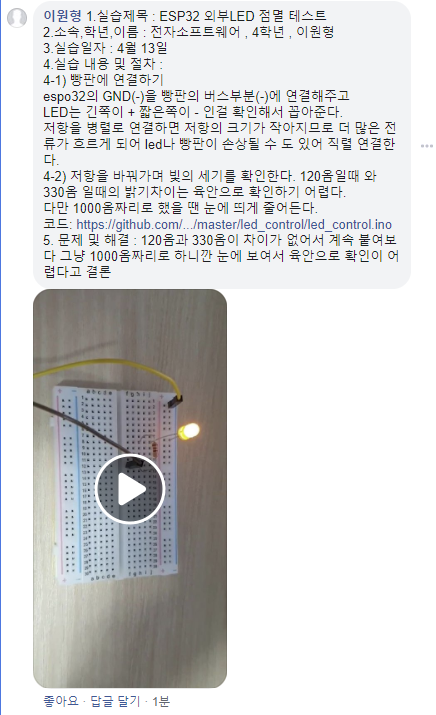 이원형 1.실습제목 : ESP32 외부LED 점멸 테스트
2.소속,학년,이름 : 전자소프트웨어 , 4학년 , 이원형
3.실습일자 : 4월 13일
4.실습 내용 및 절차 :
4-1) 빵판에 연결하기
espo32의 GND(-)을 빵판의 버스부분(-)에 연결해주고
LED는 긴쪽이 + 짧은쪽이 - 인걸 확인해서 꼽아준다.
저항을 병렬로 연결하면 저항의 크기가 작아지므로 더 많은 전
류가 흐르게 되어 led나 빵판이 손상될 수 도 있어 직렬 연결한
다.
4-2) 저항을 바꿔가며 빛의 세기를 확인한다. 120옴일때 와
330옴 일때의 밝기차이는 육안으로 확인하기 어렵다.
다만 1000옴짜리로 했을 땐 눈에 띄게 줄어든다.
코드: https://github.com/.../master/led_control/led_control.ino
5. 문제 및 해결 : 120옴과 330옴이 차이가 없어서 계속 붙여보
다 그냥 1000옴짜리로 하니깐 눈에 보여서 육안으로 확인이 어
렵다고 결론
좋아요 · 답글 달기 · 1분